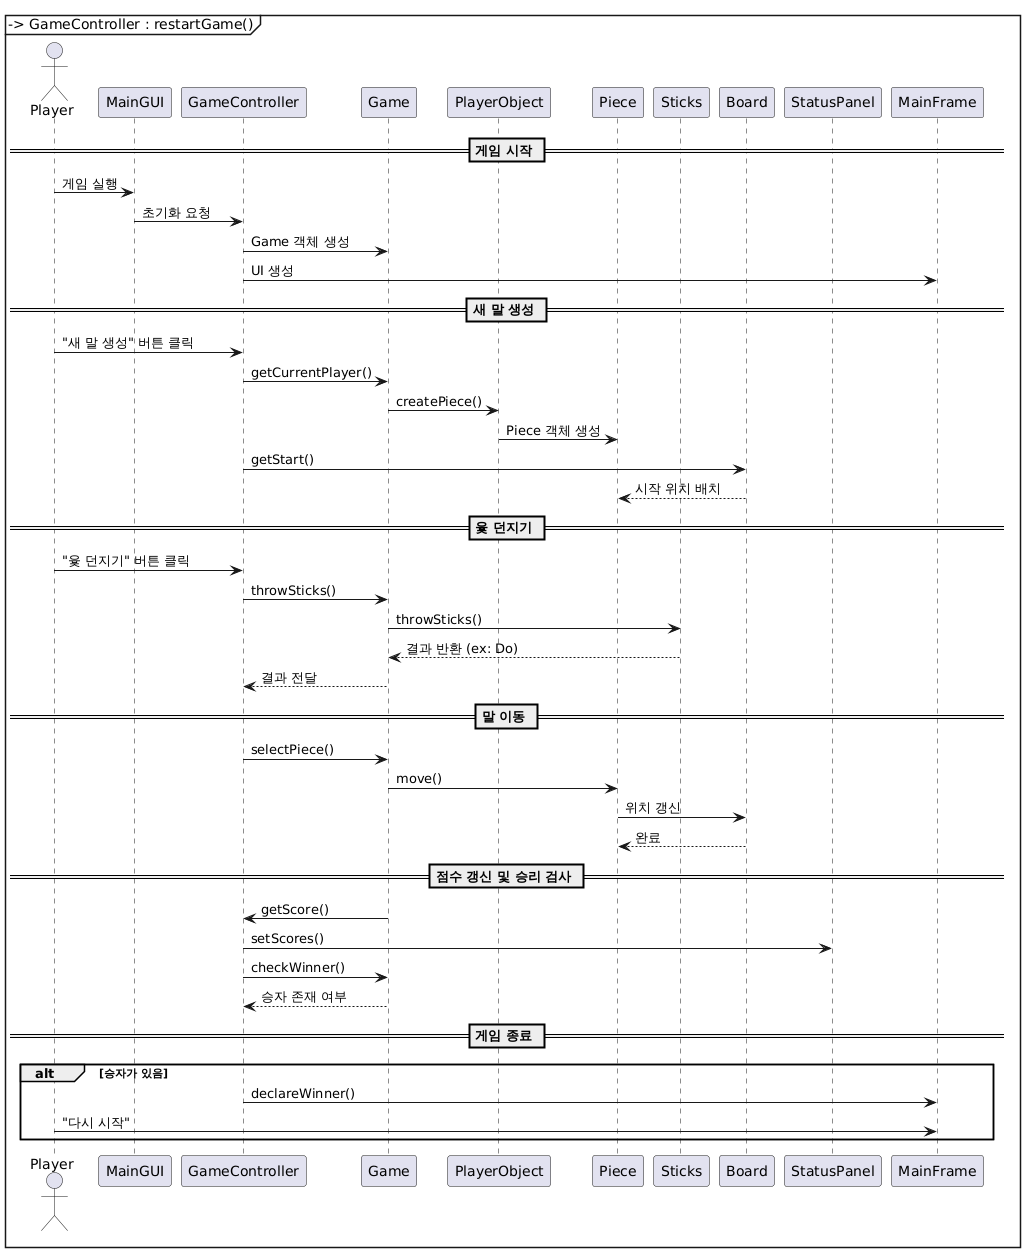 -> GameController : restartGame()
Player
MainGUI
GameController
Game
PlayerObject
Piece
Sticks
Board
StatusPanel
MainFrame
게임 시작
게임 실행
초기화 요청
Game 객체 생성
UI 생성
새 말 생성
"새 말 생성" 버튼 클릭
getCurrentPlayer()
createPiece()
Piece 객체 생성
getStart()
시작 위치 배치
윷 던지기
"윷 던지기" 버튼 클릭
throwSticks()
throwSticks()
결과 반환 (ex: Do)
결과 전달
말 이동
selectPiece()
move()
위치 갱신
완료
점수 갱신 및 승리 검사
getScore()
setScores()
checkWinner()
승자 존재 여부
게임 종료
alt [승자가 있음]
declareWinner()
"다시 시작"
Player
MainGUI
GameController
Game
PlayerObject
Piece
Sticks
Board
StatusPanel
MainFrame